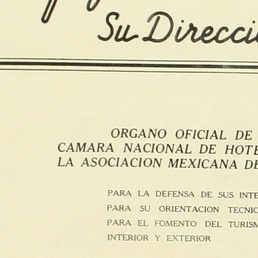 Su Direcci
ORGANO OFICIAL DE
CAMARA NACIONAL DE HOTE
LA ASOCIACION MEXICANA DE
PARA LA DEFENSA DE SUS INTE
PARA SU ORIENTACION TECNIC
PARA EL FOMENTO DEL TURISM
INTERIOR Y EXTERIOR